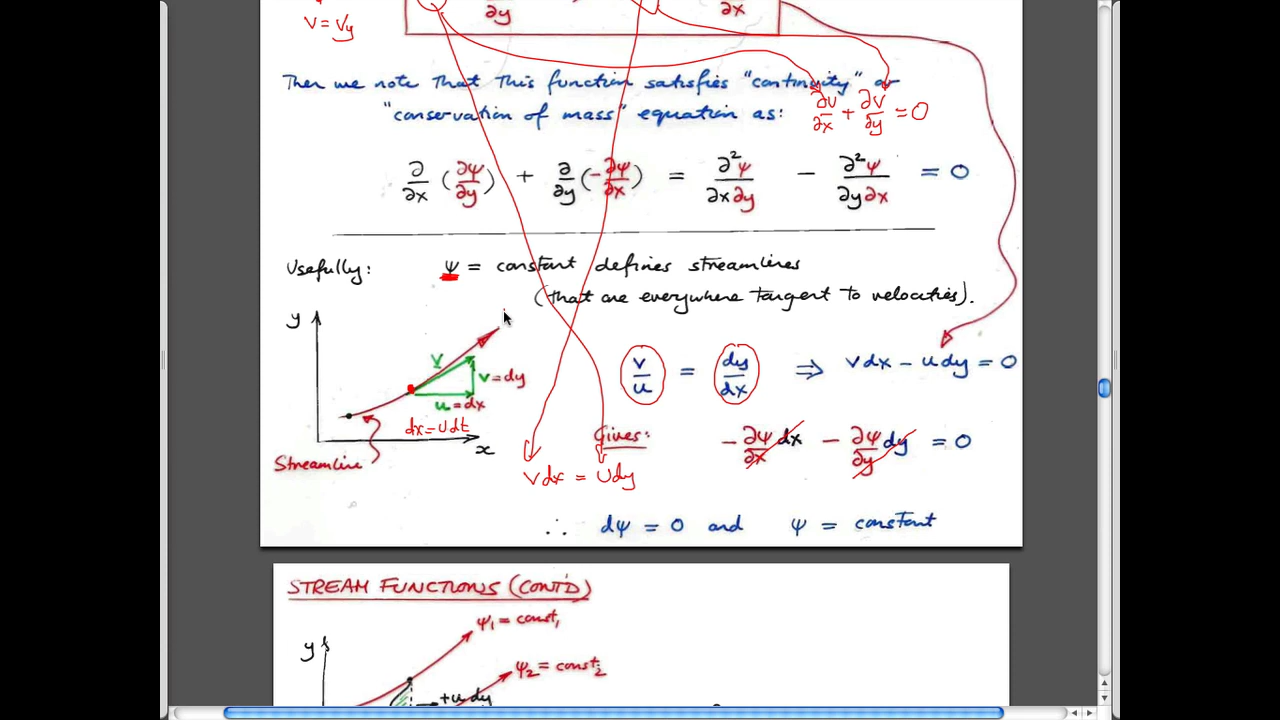 ∂y ∂x
V = Vy
Then we note that this function satisfies "continuity" or
"conservation of mass" equation as:
∂U/∂x + ∂V/∂y = 0
∂/∂x (∂ψ/∂y) + ∂/∂y (-∂ψ/∂x) = ∂²ψ/∂x∂y - ∂²ψ/∂y∂x = 0
Usefully: ψ = constant defines streamlines
(that are everywhere tangent to velocities).
y
V
v = dy
u = dx
dx = Udt
x
Streamline
v/u = dy/dx ⇒ vdx - udy = 0
Gives: -∂ψ/∂x dx - ∂ψ/∂y dy = 0
Vdx = Udy
∴ dψ = 0 and ψ = constant
STREAM FUNCTIONS (CONT'D)
ψ₁ = const₁
y
ψ₂ = const₂
+u dy